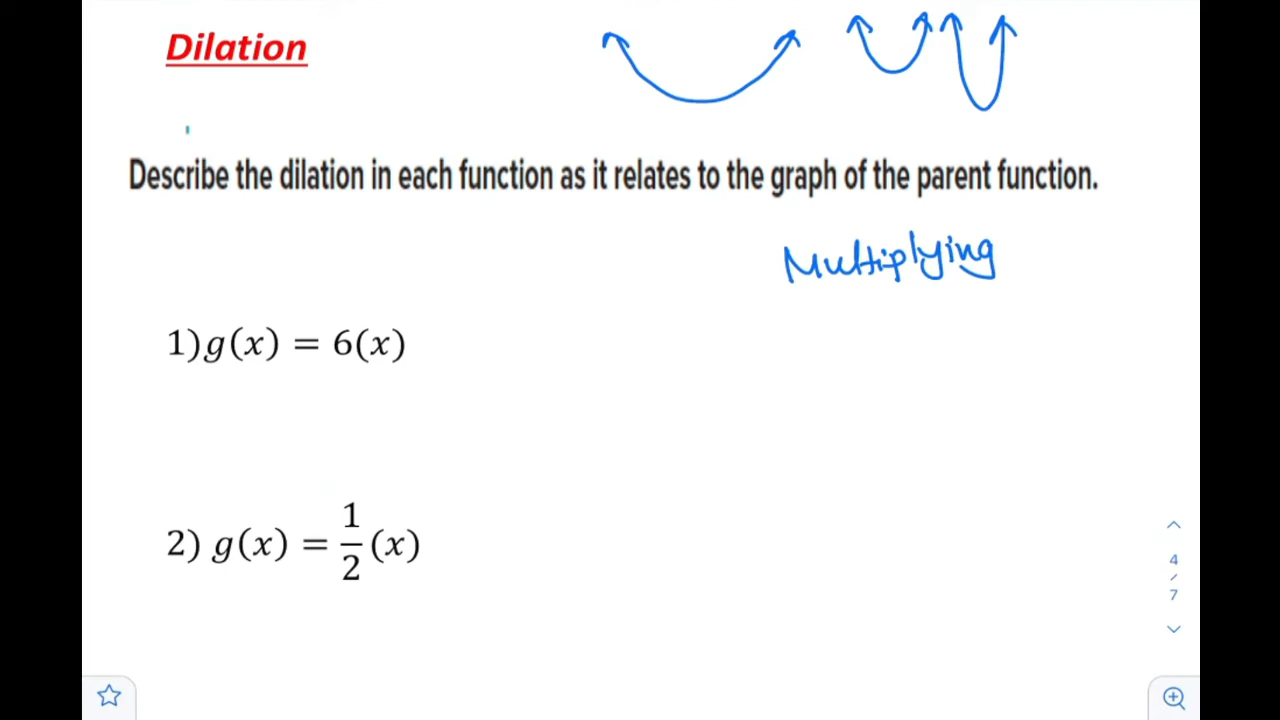 Dilation
Describe the dilation in each function as it relates to the graph of the parent function.
Multiplying
1)g(x) = 6(x)
2) g(x) = 1/2 (x)
4
/
7